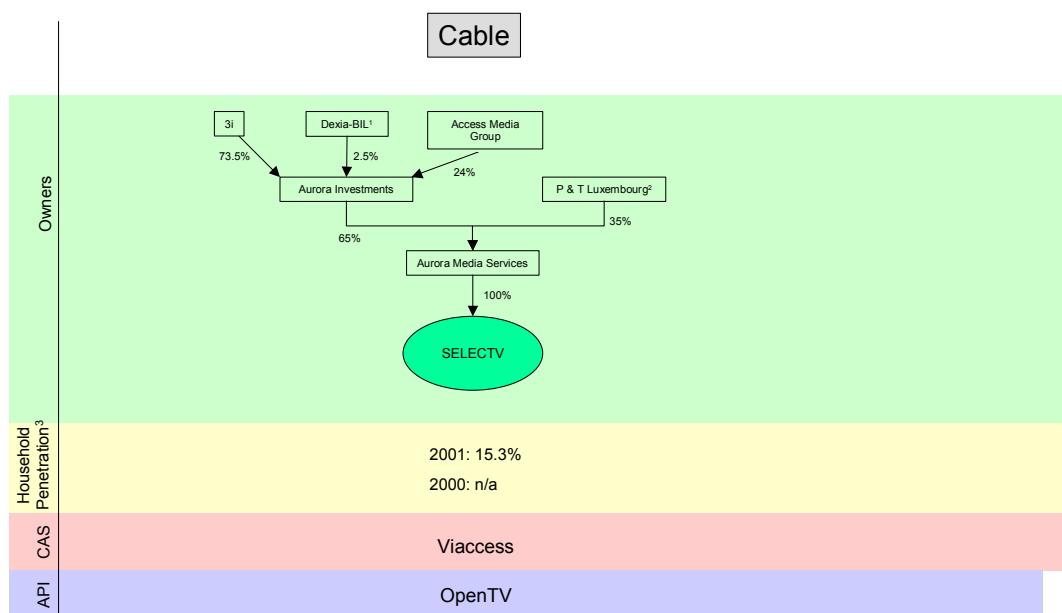 Cable
Owners
3i
Dexia-BIL¹
Access Media
Group
73.5%
2.5%
24%
Aurora Investments
P & T Luxembourg²
65%
35%
Aurora Media Services
100%
SELECTV
Household
Penetration³
2001: 15.3%
2000: n/a
CAS
Viaccess
API
OpenTV